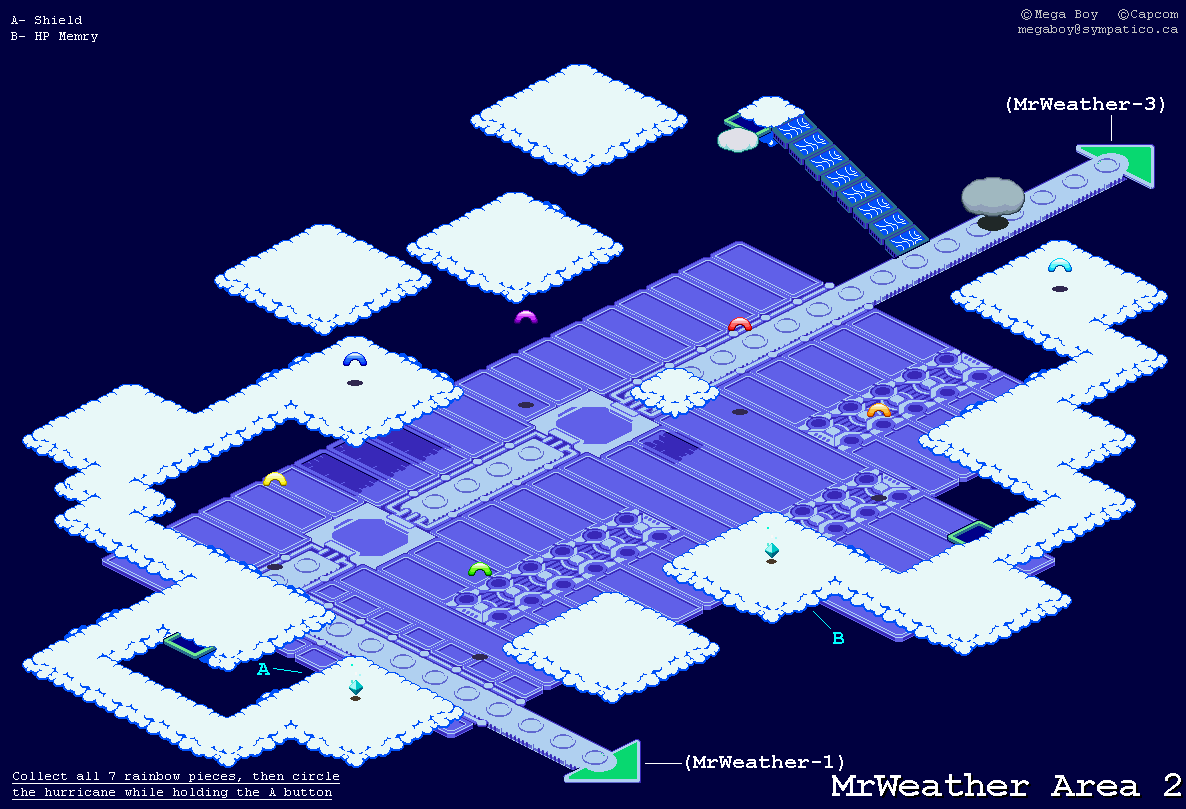 A- Shield
B- HP Memry
©Mega Boy ©Capcom
megaboy@sympatico.ca
(MrWeather-3)
B
A
(MrWeather-1)
Collect all 7 rainbow pieces, then circle
the hurricane while holding the A button
MrWeather Area 2